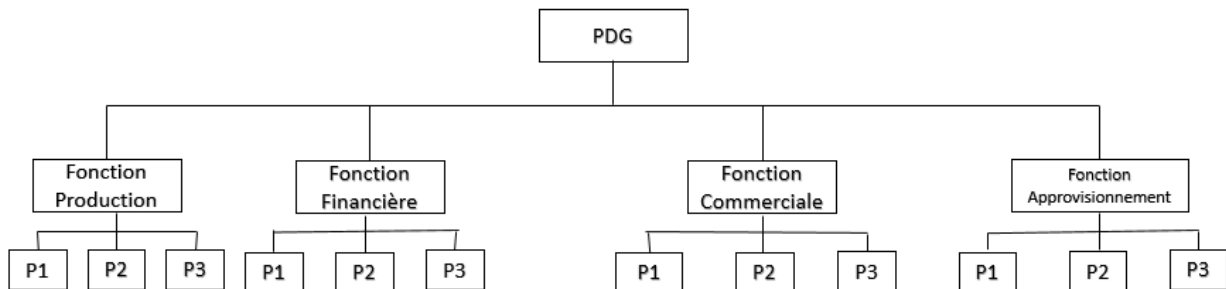 PDG
Fonction
Production
Fonction
Financière
Fonction
Commerciale
Fonction
Approvisionnement
P1
P2
P3
P1
P2
P3
P1
P2
P3
P1
P2
P3